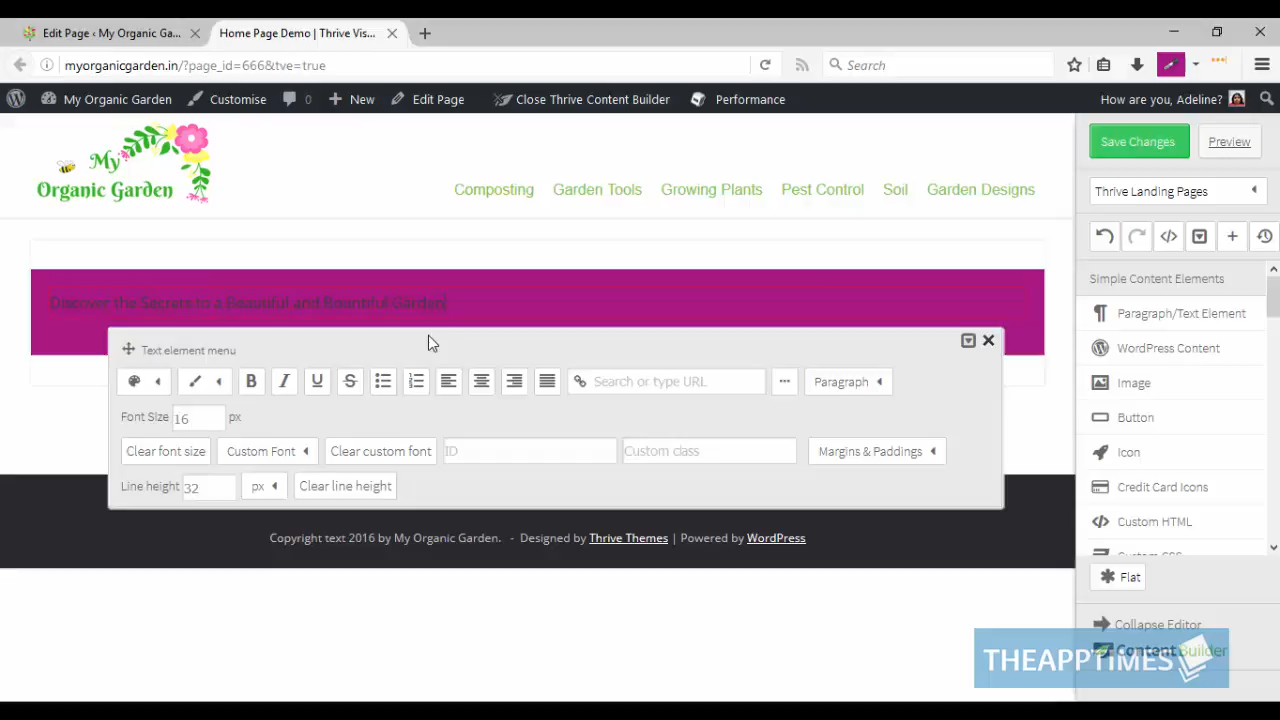 Edit Page ‹ My Organic Ga...
Home Page Demo | Thrive Vis...
myorganicgarden.in/?page_id=666&tve=true
Search
My Organic Garden
Customise
0
New
Edit Page
Close Thrive Content Builder
Performance
How are you, Adeline?
My
Organic Garden
Composting
Garden Tools
Growing Plants
Pest Control
Soil
Garden Designs
Save Changes
Preview
Thrive Landing Pages
Discover the Secrets to a Beautiful and Bountiful Garden
Simple Content Elements
Paragraph/Text Element
WordPress Content
Image
Button
Icon
Credit Card Icons
Custom HTML
Custom CSS
Flat
Collapse Editor
Content Builder
Text element menu
B I U S
Search or type URL
...
Paragraph
Font Size 16 px
Clear font size
Custom Font
Clear custom font
ID
Custom class
Margins & Paddings
Line height 32
px
Clear line height
Copyright text 2016 by My Organic Garden. - Designed by Thrive Themes | Powered by WordPress
THEAPPTIMES